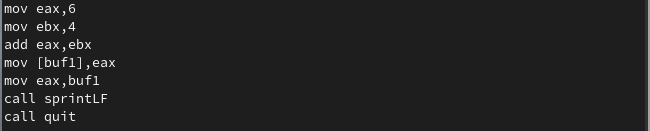 mov eax,6
mov ebx,4
add eax,ebx
mov [buf1],eax
mov eax,buf1
call sprintLF
call quit